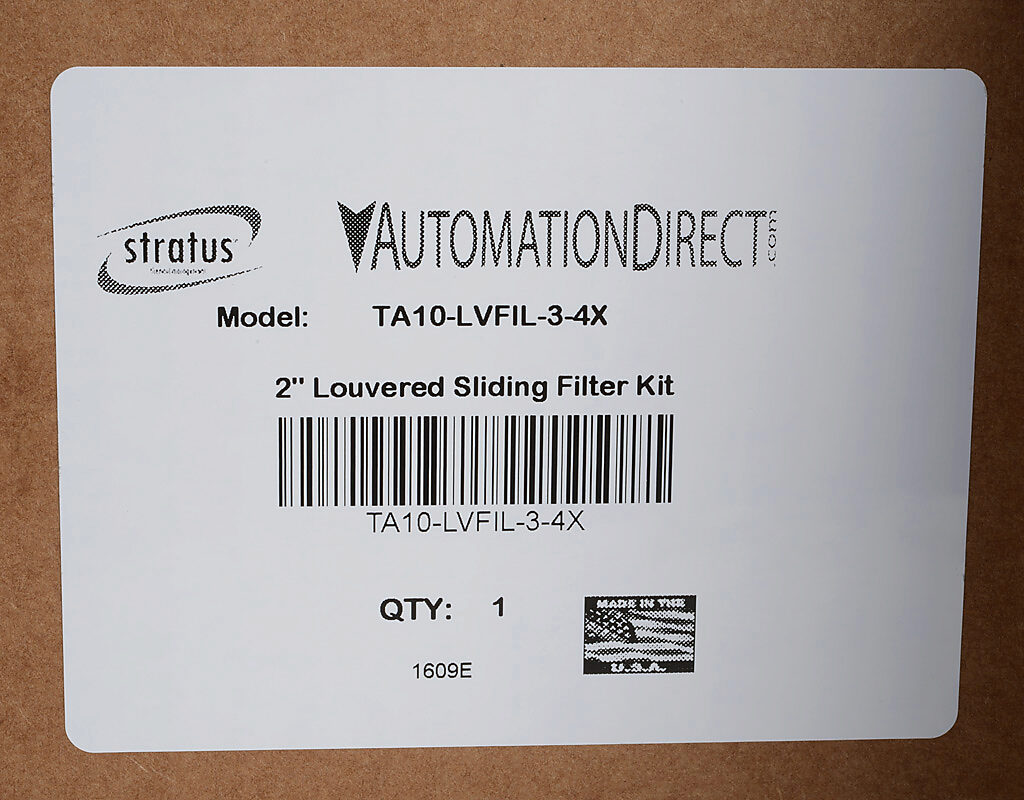 stratus
AUTOMATIONDIRECT.com
Model: TA10-LVFIL-3-4X
2" Louvered Sliding Filter Kit
TA10-LVFIL-3-4X
QTY: 1
MADE IN THE
U.S.A.
1609E